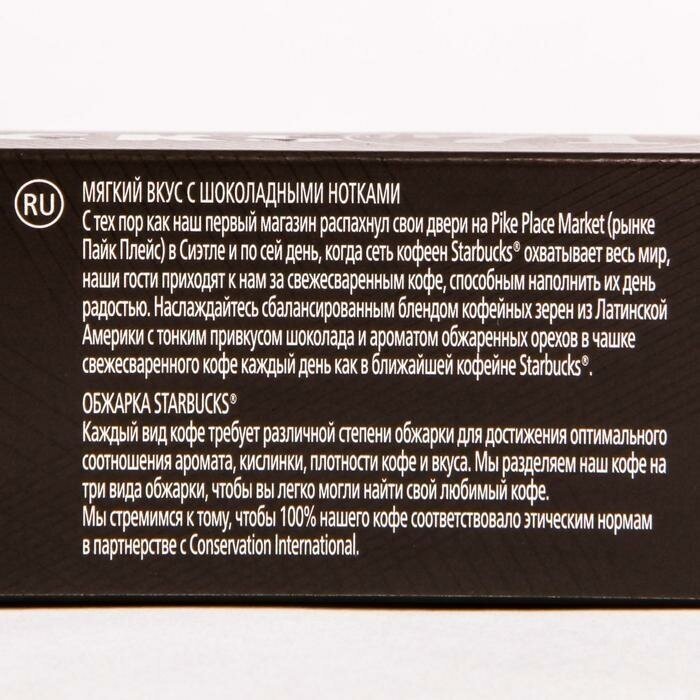 RU
МЯГКИЙ ВКУС С ШОКОЛАДНЫМИ НОТКАМИ
С тех пор как наш первый магазин распахнул свои двери на Pike Place Market (рынке
Пайк Плейс) в Сиэтле и по сей день, когда сеть кофеен Starbucks® охватывает весь мир,
наши гости приходят к нам за свежесваренным кофе, способным наполнить их день
радостью. Наслаждайтесь сбалансированным блендом кофейных зерен из Латинской
Америки с тонким привкусом шоколада и ароматом обжаренных орехов в чашке
свежесваренного кофе каждый день как в ближайшей кофейне Starbucks®.
ОБЖАРКА STARBUCKS®
Каждый вид кофе требует различной степени обжарки для достижения оптимального
соотношения аромата, кислинки, плотности кофе и вкуса. Мы разделяем наш кофе на
три вида обжарки, чтобы вы легко могли найти свой любимый кофе.
Мы стремимся к тому, чтобы 100% нашего кофе соответствовало этическим нормам
в партнерстве с Conservation International.